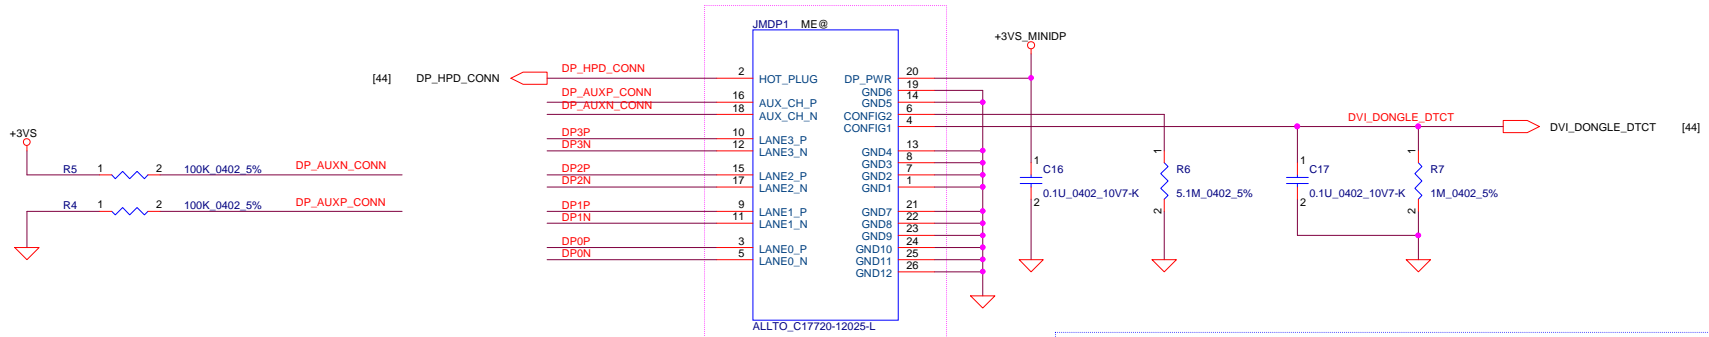 JMDP1 ME@
+3VS_MINIDP
[44] DP_HPD_CONN
DP_HPD_CONN 2 HOT_PLUG
DP_AUXP_CONN 16 AUX_CH_P
DP_AUXN_CONN 18 AUX_CH_N
DP3P 10 LANE3_P
DP3N 12 LANE3_N
DP2P 15 LANE2_P
DP2N 17 LANE2_N
DP1P 9 LANE1_P
DP1N 11 LANE1_N
DP0P 3 LANE0_P
DP0N 5 LANE0_N
DP_PWR 20
GND6 19
GND5 14
CONFIG2 6
CONFIG1 4
GND4 13
GND3 8
GND2 7
GND1 1
GND7 21
GND8 22
GND9 23
GND10 24
GND11 25
GND12 26
ALLTO_C17720-12025-L
+3VS
R5 1 2 100K_0402_5% DP_AUXN_CONN
R4 1 2 100K_0402_5% DP_AUXP_CONN
DVI_DONGLE_DTCT
DVI_DONGLE_DTCT [44]
1
C16
0.1U_0402_10V7-K
2
1
R6
5.1M_0402_5%
2
1
C17
0.1U_0402_10V7-K
2
1
R7
1M_0402_5%
2